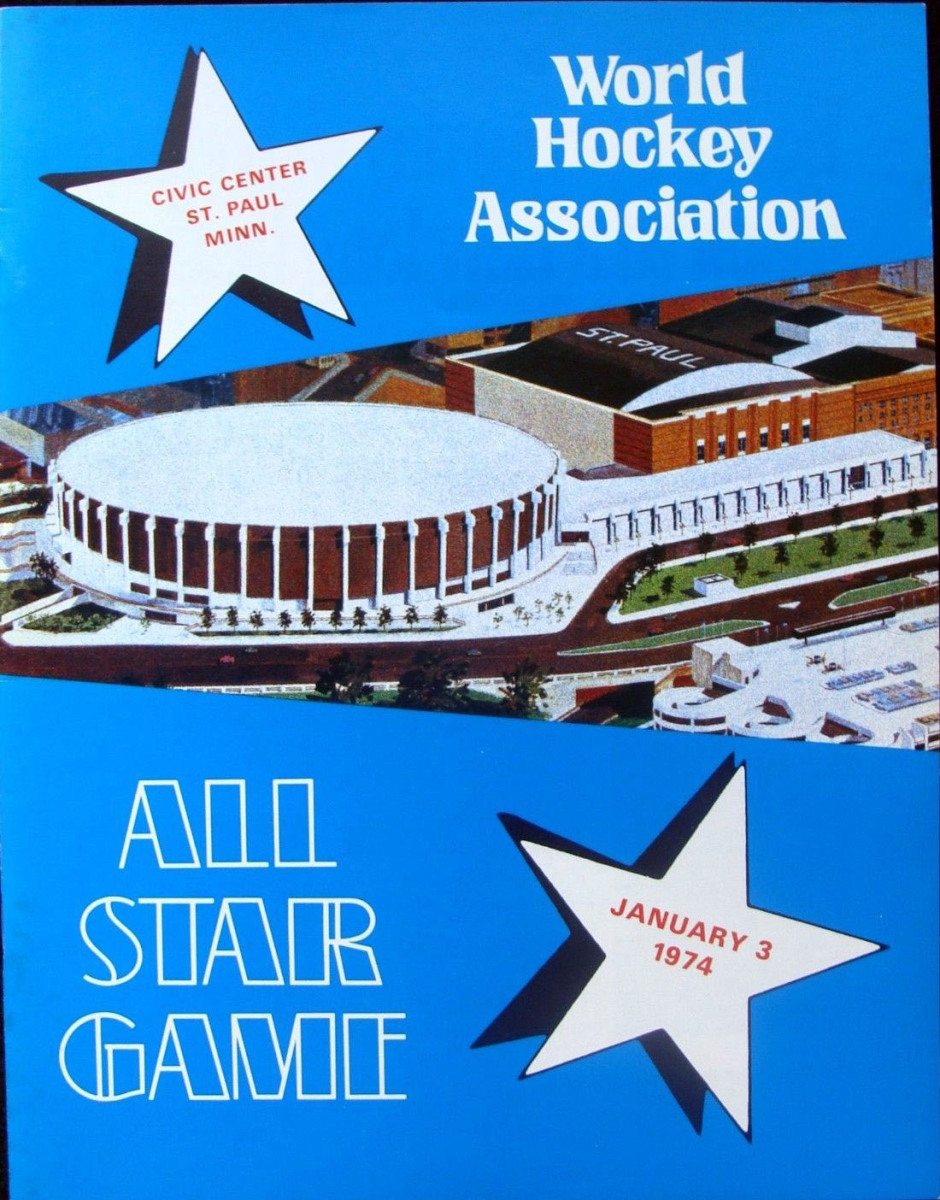 World
Hockey
Association
CIVIC CENTER
ST. PAUL
MINN.
ST. PAUL
ALL
STAR
GAME
JANUARY 3
1974